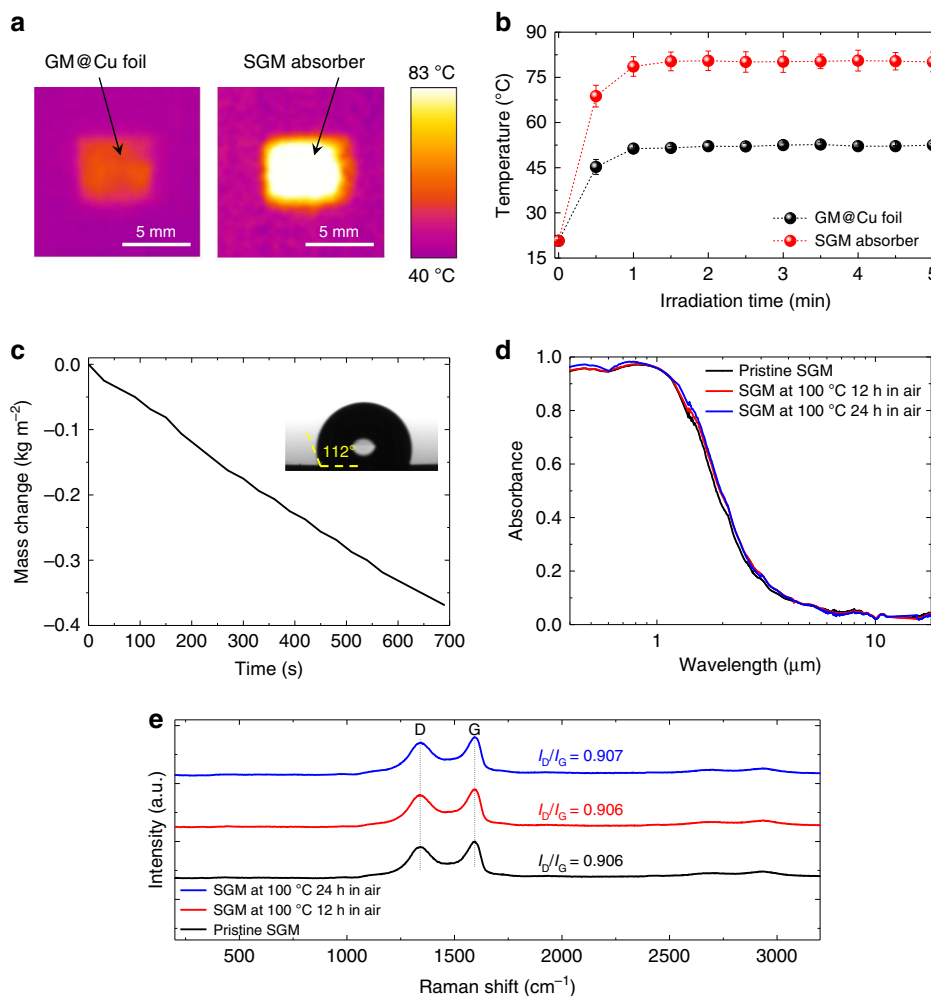 a
GM@Cu foil
SGM absorber
83 °C
40 °C
5 mm
5 mm
b
Temperature (°C)
90
75
60
45
30
15
GM@Cu foil
SGM absorber
0
1
2
3
4
5
Irradiation time (min)
c
Mass change (kg m⁻²)
0.0
−0.1
−0.2
−0.3
−0.4
112°
0
100
200
300
400
500
600
700
Time (s)
d
Absorbance
1.0
0.8
0.6
0.4
0.2
0.0
Pristine SGM
SGM at 100 °C 12 h in air
SGM at 100 °C 24 h in air
1
10
Wavelength (μm)
e
Intensity (a.u.)
D
G
I_D/I_G = 0.907
I_D/I_G = 0.906
I_D/I_G = 0.906
SGM at 100 °C 24 h in air
SGM at 100 °C 12 h in air
Pristine SGM
500
1000
1500
2000
2500
3000
Raman shift (cm⁻¹)